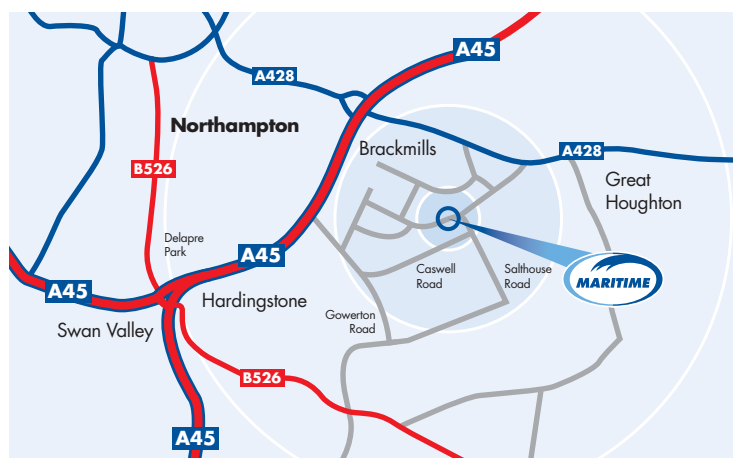 A45
A428
Northampton
Brackmills
A428
B526
Great
Houghton
Delapre
Park
A45
Caswell
Road
Salthouse
Road
MARITIME
A45
Hardingstone
Gowerton
Road
Swan Valley
B526
A45